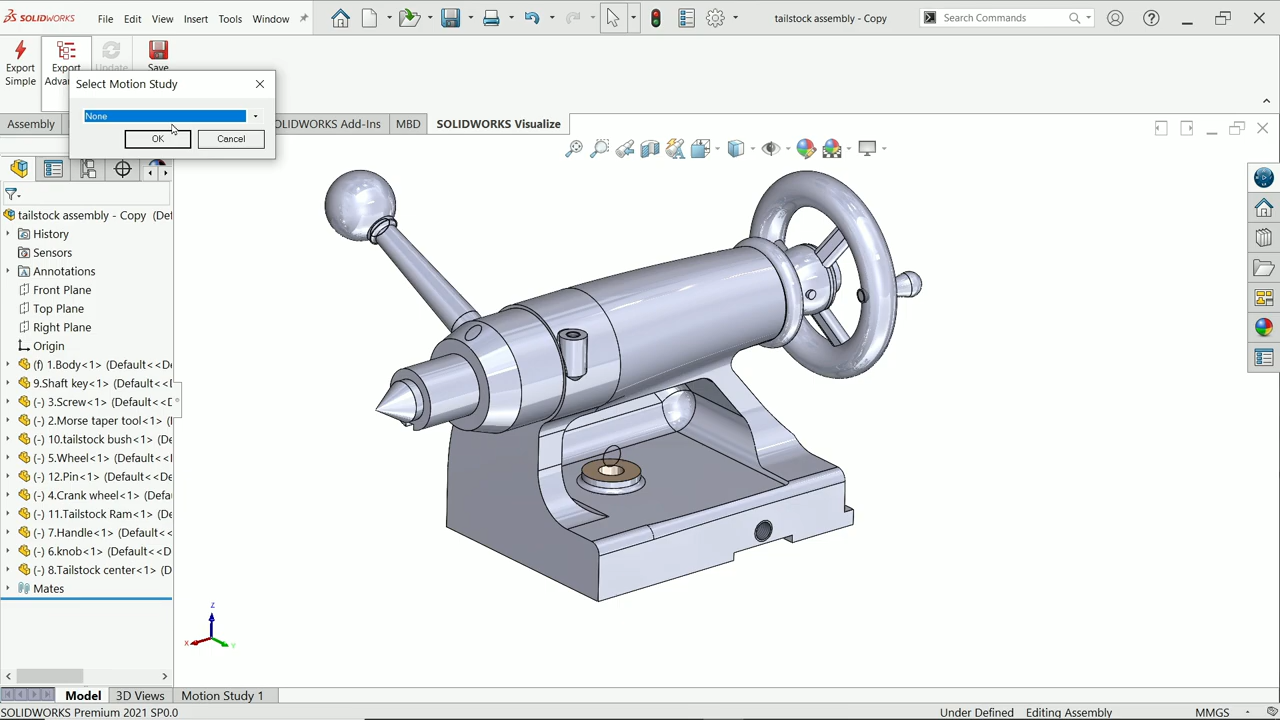 SOLIDWORKS File Edit View Insert Tools Window Search Commands tailstock assembly - Copy
Export Simple
Export Advan
Update
Save
Select Motion Study
None
OK Cancel
Assembly OLIDWORKS Add-Ins MBD SOLIDWORKS Visualize
tailstock assembly - Copy (Def
History
Sensors
Annotations
Front Plane
Top Plane
Right Plane
Origin
(f) 1.Body<1> (Default<<De
9.Shaft key<1> (Default<<D
(-) 3.Screw<1> (Default<<D
(-) 2.Morse taper tool<1> (
(-) 10.tailstock bush<1> (D
(-) 5.Wheel<1> (Default<<D
(-) 12.Pin<1> (Default<<De
(-) 4.Crank wheel<1> (Defa
(-) 11.Tailstock Ram<1> (D
(-) 7.Handle<1> (Default<<
(-) 6.knob<1> (Default<<D
(-) 8.Tailstock center<1> (D
Mates
Z
X
Y
Model 3D Views Motion Study 1
SOLIDWORKS Premium 2021 SP0.0 Under Defined Editing Assembly MMGS